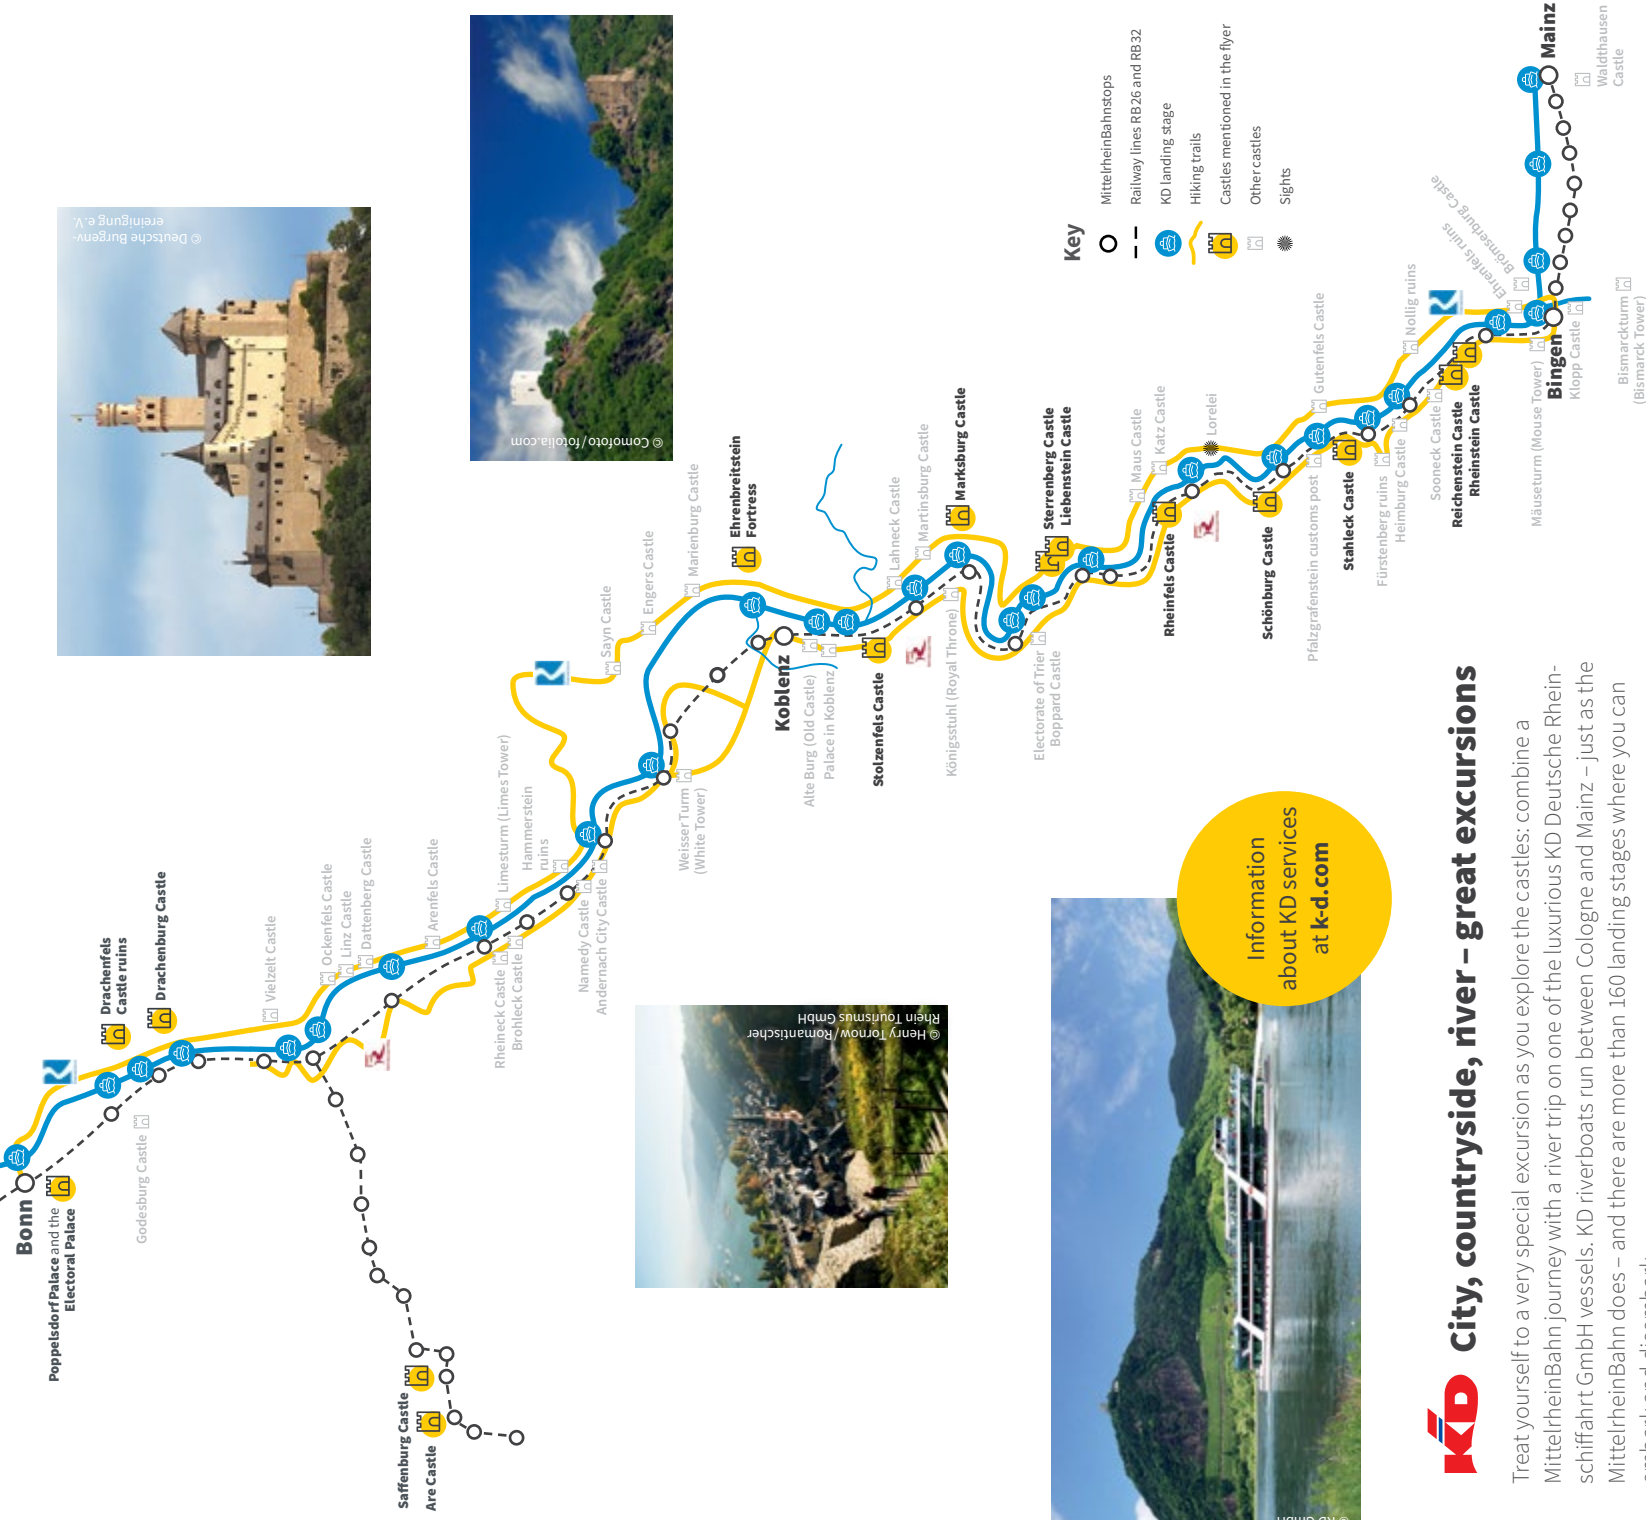 Bonn
Poppelsdorf Palace and the
Electoral Palace
Godesburg Castle
Drachenfels
Castle ruins
Drachenburg Castle
Vielzelt Castle
Ockenfels Castle
Linz Castle
Dattenberg Castle
Arenfels Castle
Saffenburg Castle
Are Castle
Rheineck Castle
Brohleck Castle
Limesturm (Limes Tower)
Hammerstein
ruins
Namedy Castle
Andernach City Castle
Sayn Castle
Engers Castle
Marienburg Castle
Weisser Turm
(White Tower)
Ehrenbreitstein
Fortress
Koblenz
Alte Burg (Old Castle)
Palace in Koblenz
Stolzenfels Castle
Lahneck Castle
Martinsburg Castle
Marksburg Castle
Königsstuhl (Royal Throne)
Electorate of Trier
Boppard Castle
Sterrenberg Castle
Liebenstein Castle
Maus Castle
Katz Castle
Rheinfels Castle
Lorelei
Schönburg Castle
Pfalzgrafenstein customs post
Gutenfels Castle
Stahleck Castle
Fürstenberg ruins
Heimburg Castle
Nollig ruins
Sooneck Castle
Reichenstein Castle
Rheinstein Castle
Ehrenfels ruins
Brömserburg Castle
Mäuseturm (Mouse Tower)
Bingen
Klopp Castle
Bismarckturm
(Bismarck Tower)
Mainz
Waldthausen
Castle
Key
MittelrheinBahnstops
Railway lines RB26 and RB32
KD landing stage
Hiking trails
Castles mentioned in the flyer
Other castles
Sights
© Deutsche Burgenv-
ereinigung e.V.
© Comofoto/fotolia.com
© Henry Tornow/Romantischer
Rhein Tourismus GmbH
© KD GmbH
Information
about KD services
at k-d.com
KD
City, countryside, river – great excursions
Treat yourself to a very special excursion as you explore the castles: combine a
MittelrheinBahn journey with a river trip on one of the luxurious KD Deutsche Rhein-
schiffahrt GmbH vessels. KD riverboats run between Cologne and Mainz – just as the
MittelrheinBahn does – and there are more than 160 landing stages where you can